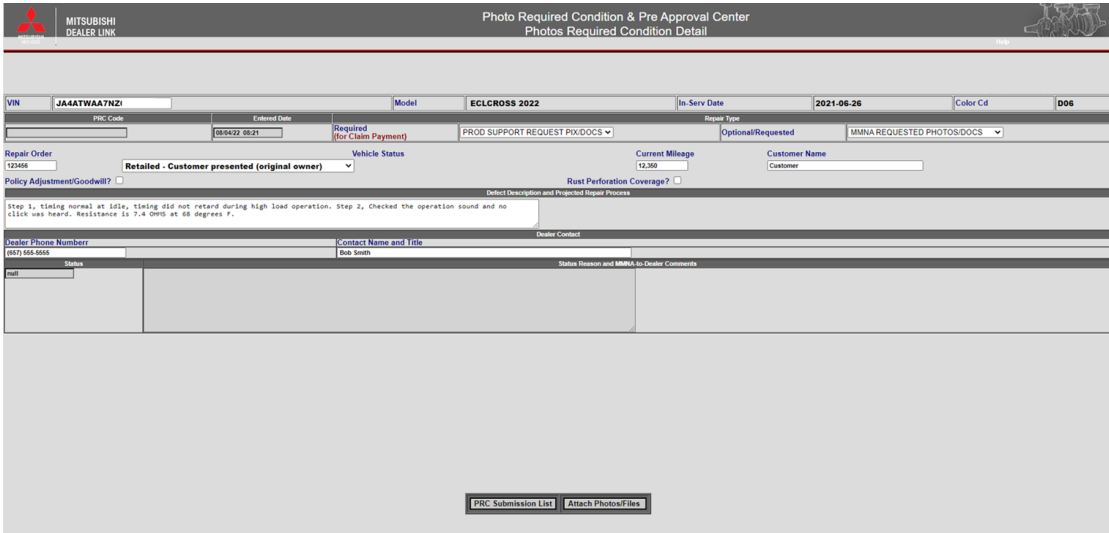 MITSUBISHI
DEALER LINK
Photo Required Condition & Pre Approval Center
Photos Required Condition Detail
Help
VIN JA4ATWAA7NZ Model ECLCROSS 2022 In-Serv Date 2021-06-26 Color Cd D06
PRC Code Entered Date Repair Type
08/04/22 08:21 Required (for Claim Payment) PROD SUPPORT REQUEST PIX/DOCS Optional/Requested MMNA REQUESTED PHOTOS/DOCS
Repair Order Vehicle Status Current Mileage Customer Name
123456 Retailed - Customer presented (original owner) 12,350 Customer
Policy Adjustment/Goodwill? Rust Perforation Coverage?
Defect Description and Projected Repair Process
Step 1, timing normal at idle, timing did not retard during high load operation. Step 2, Checked the operation sound and no
click was heard. Resistance is 7.4 OHMS at 68 degrees F.
Dealer Contact
Dealer Phone Numberr Contact Name and Title
(657) 555-5555 Bob Smith
Status Status Reason and MMNA-to-Dealer Comments
null
PRC Submission List Attach Photos/Files